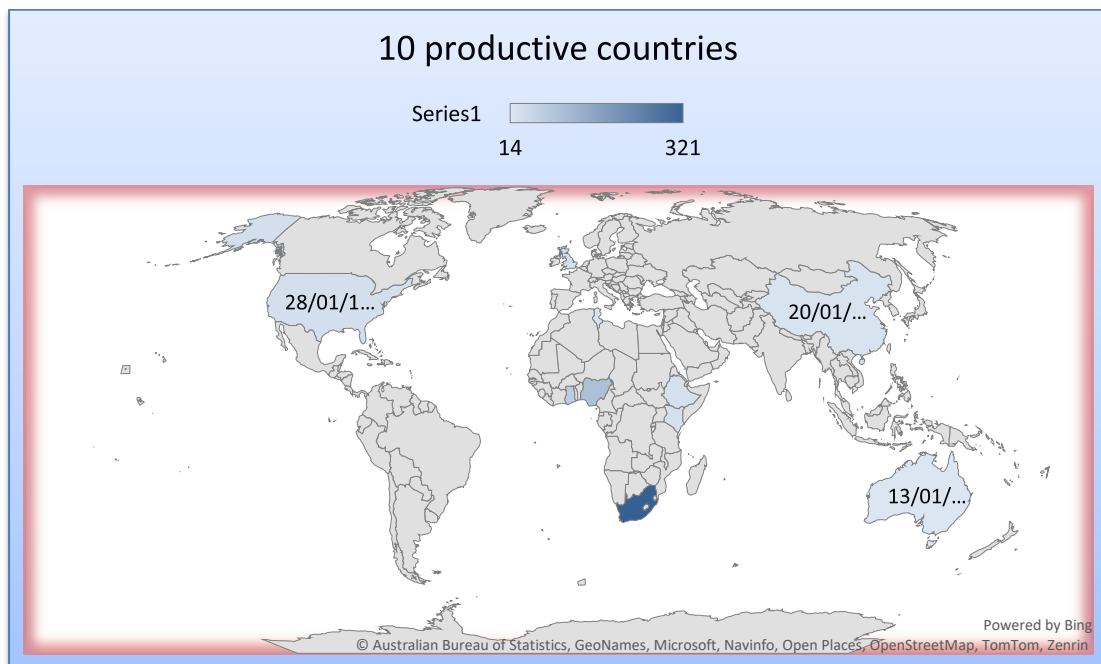 10 productive countries
Series1
14 321
28/01/1...
20/01/...
13/01/...
Powered by Bing
© Australian Bureau of Statistics, GeoNames, Microsoft, Navinfo, Open Places, OpenStreetMap, TomTom, Zenrin